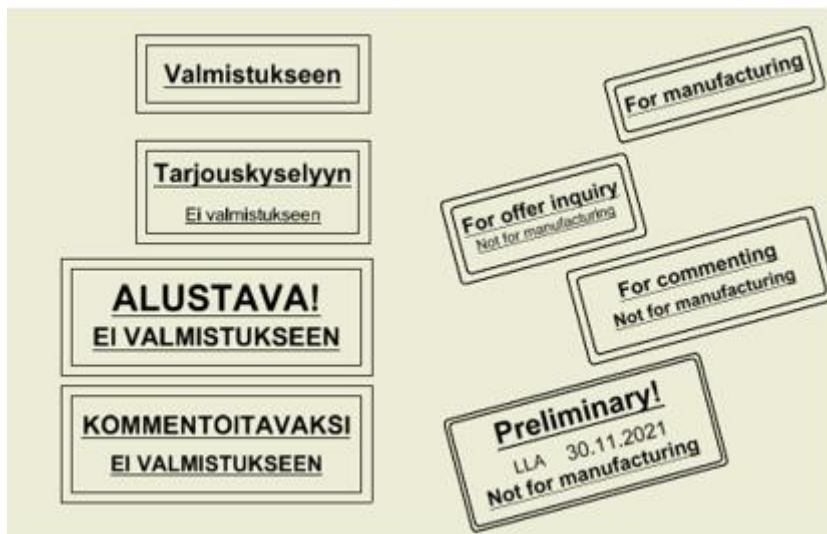 Valmistukseen
Tarjouskyselyyn
Ei valmistukseen
ALUSTAVA!
EI VALMISTUKSEEN
KOMMENTOITAVAKSI
EI VALMISTUKSEEN
For manufacturing
For offer inquiry
Not for manufacturing
For commenting
Not for manufacturing
Preliminary!
LLA 30.11.2021
Not for manufacturing